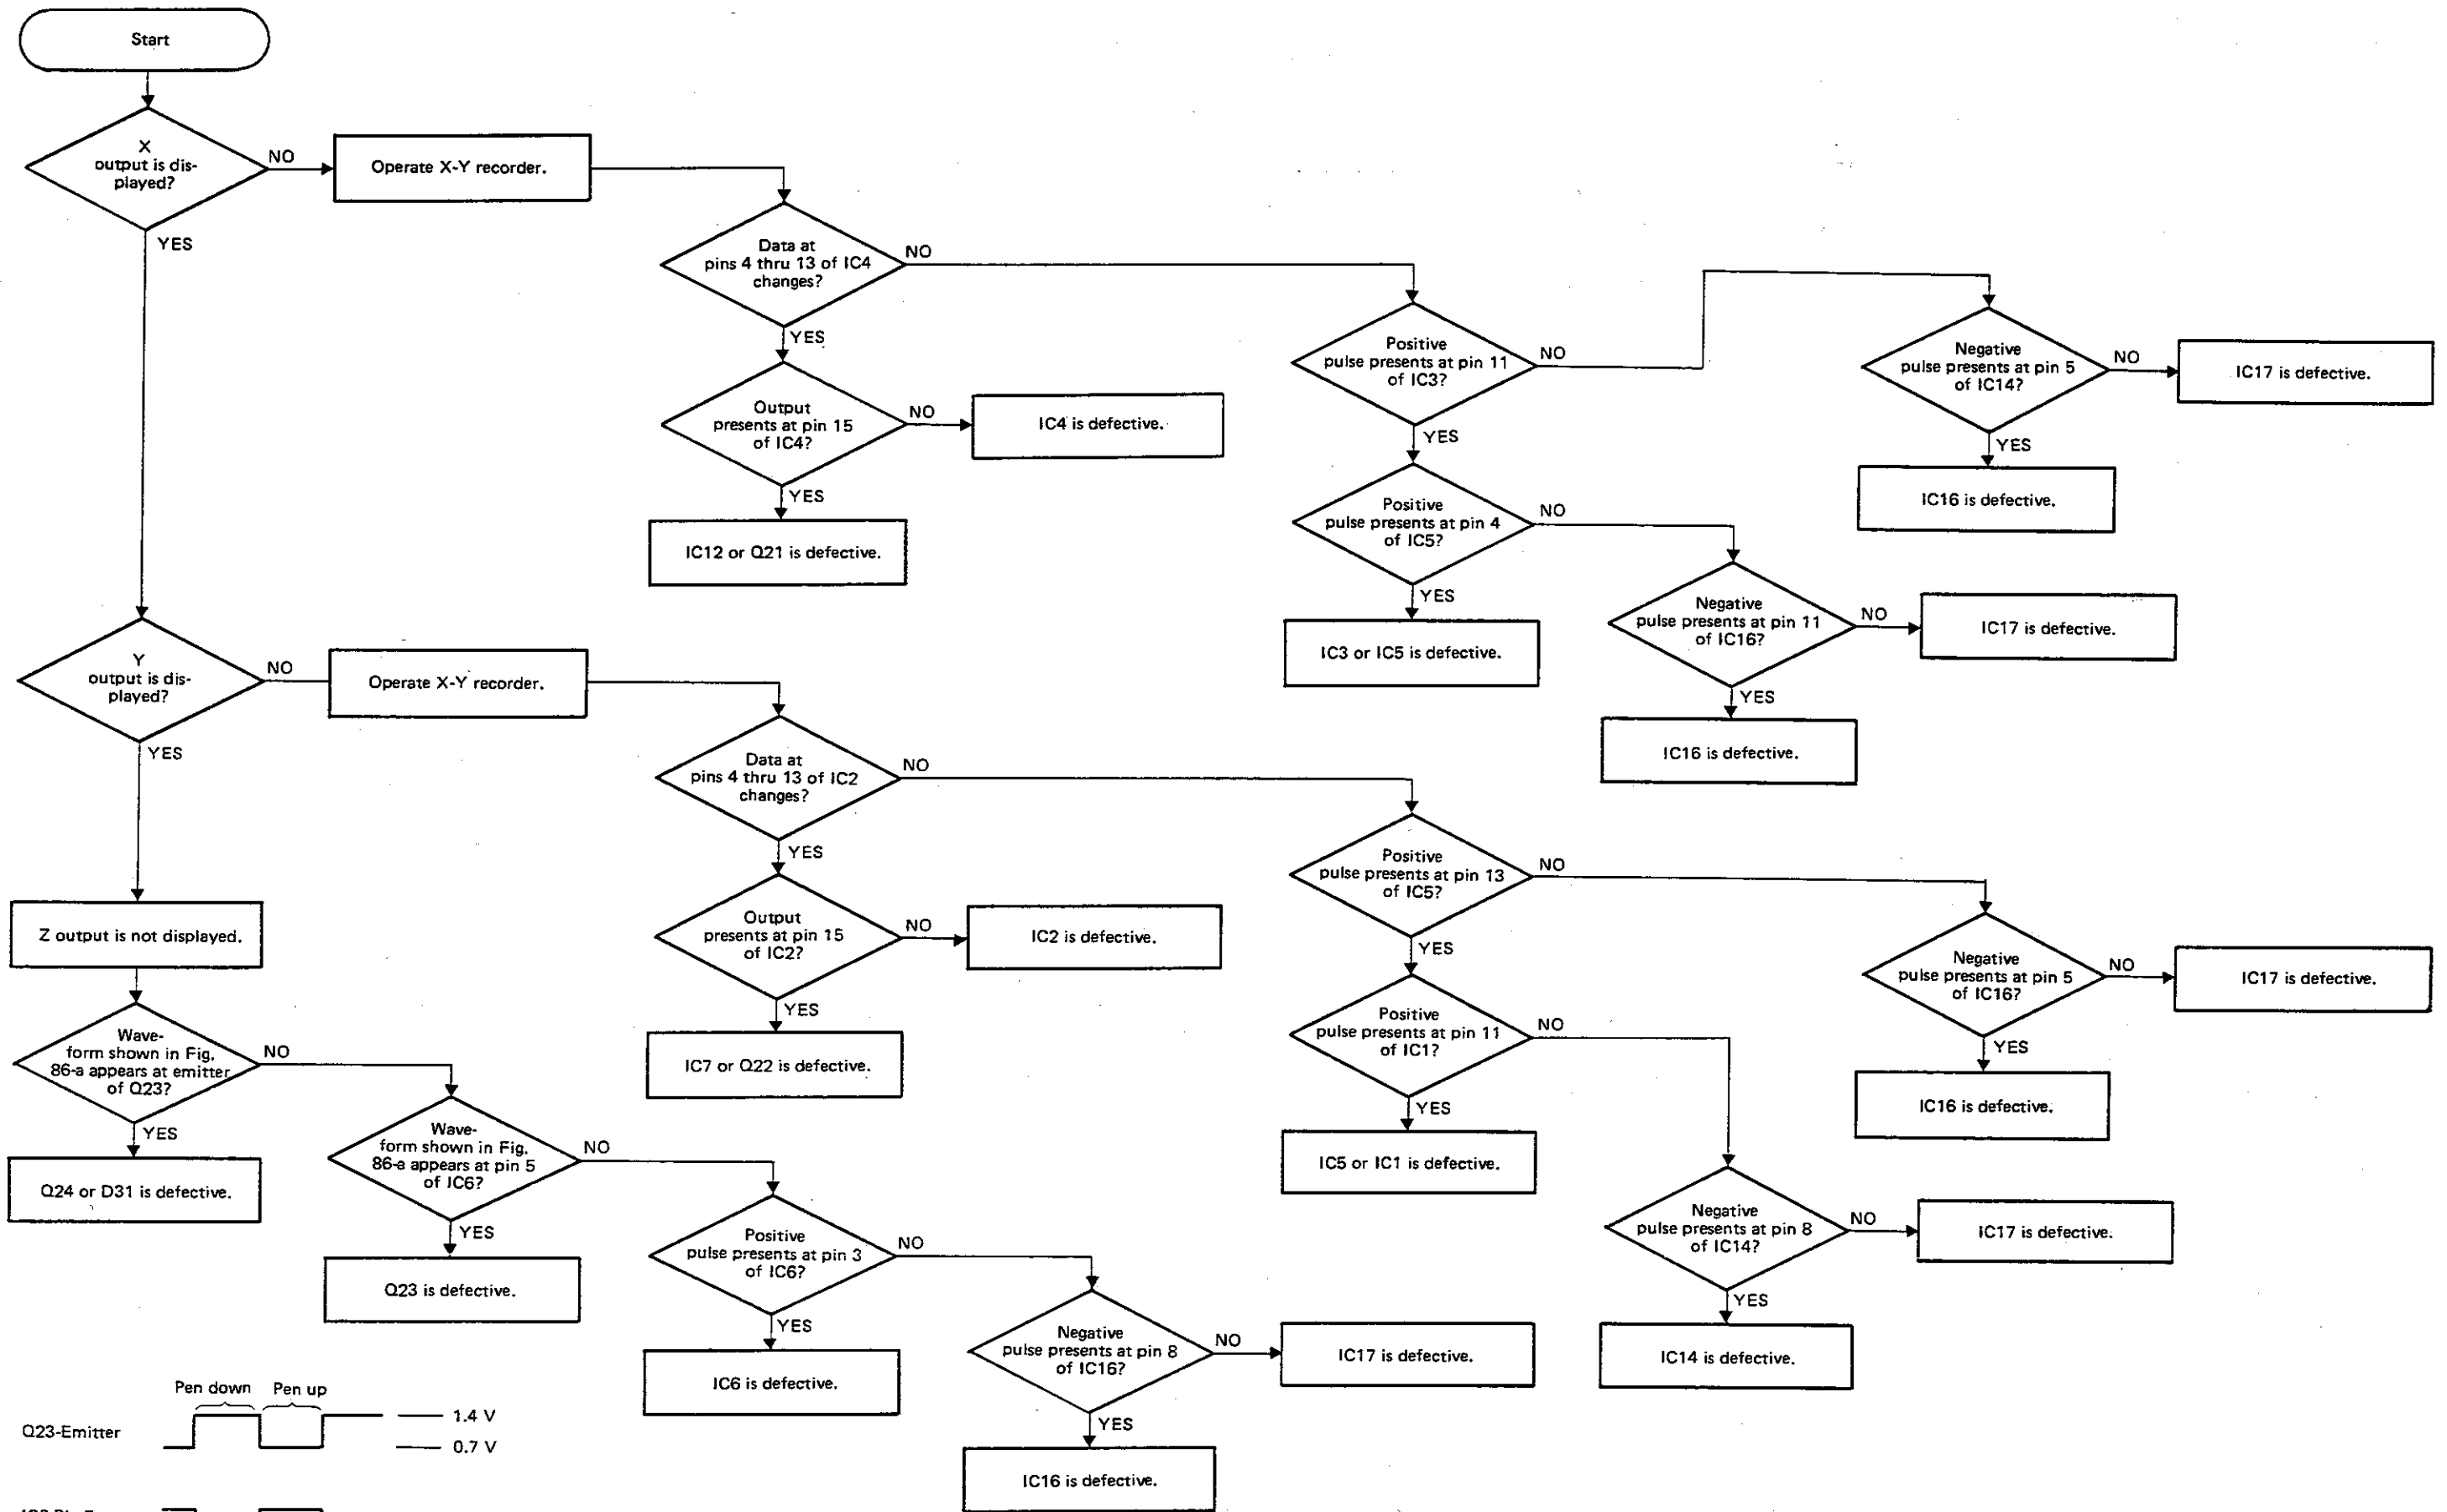 Start
X
output is dis-
played?
NO
YES
Operate X-Y recorder.
Data at
pins 4 thru 13 of IC4
changes?
NO
YES
Output
presents at pin 15
of IC4?
NO
IC4 is defective.
YES
IC12 or Q21 is defective.
Positive
pulse presents at pin 11
of IC3?
NO
YES
Negative
pulse presents at pin 5
of IC14?
NO
IC17 is defective.
YES
IC16 is defective.
Positive
pulse presents at pin 4
of IC5?
NO
YES
IC3 or IC5 is defective.
Negative
pulse presents at pin 11
of IC16?
NO
IC17 is defective.
YES
IC16 is defective.
Y
output is dis-
played?
NO
YES
Operate X-Y recorder.
Data at
pins 4 thru 13 of IC2
changes?
NO
YES
Output
presents at pin 15
of IC2?
NO
IC2 is defective.
YES
IC7 or Q22 is defective.
Positive
pulse presents at pin 13
of IC5?
NO
YES
Negative
pulse presents at pin 5
of IC16?
NO
IC17 is defective.
YES
IC16 is defective.
Positive
pulse presents at pin 11
of IC1?
NO
YES
IC5 or IC1 is defective.
Negative
pulse presents at pin 8
of IC14?
NO
IC17 is defective.
YES
IC14 is defective.
Z output is not displayed.
Wave-
form shown in Fig.
86-a appears at emitter
of Q23?
NO
YES
Q24 or D31 is defective.
Wave-
form shown in Fig.
86-a appears at pin 5
of IC6?
NO
YES
Q23 is defective.
Positive
pulse presents at pin 3
of IC6?
NO
YES
IC6 is defective.
Negative
pulse presents at pin 8
of IC16?
NO
IC17 is defective.
YES
IC16 is defective.
Pen down Pen up
Q23-Emitter
1.4 V
0.7 V